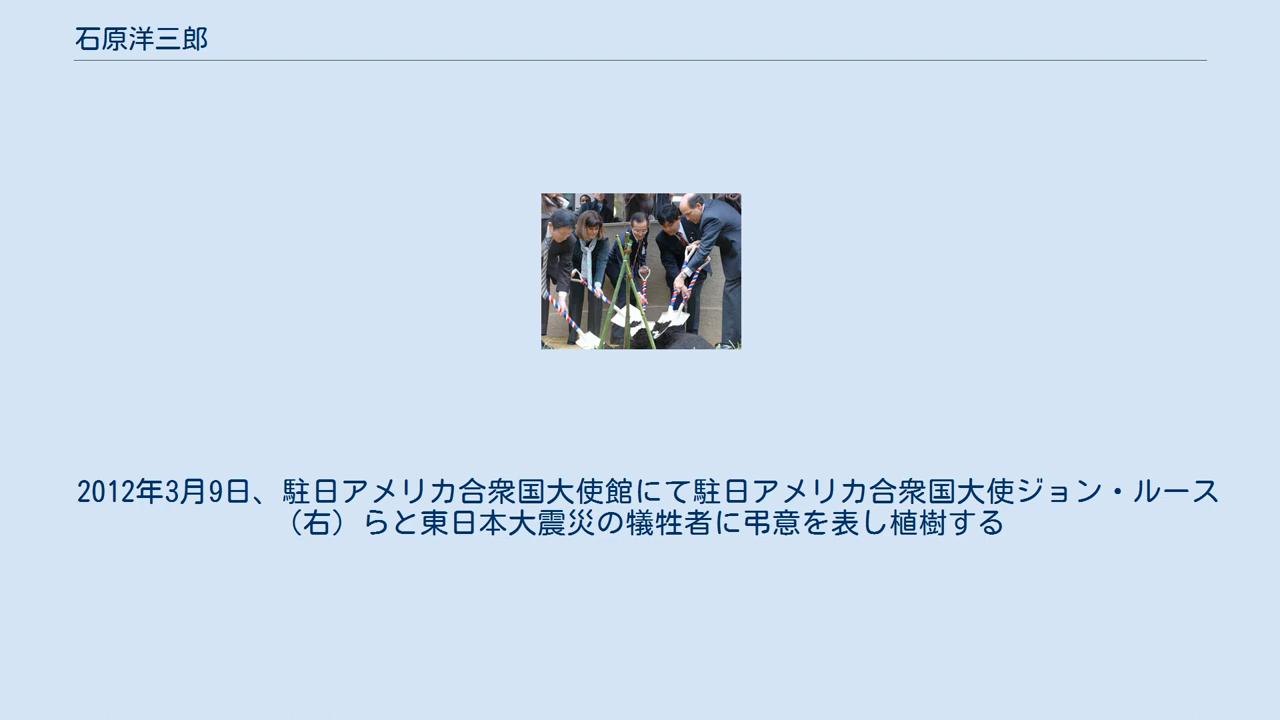 石原洋三郎
2012年3月9日、駐日アメリカ合衆国大使館にて駐日アメリカ合衆国大使ジョン・ルース
（右）らと東日本大震災の犠牲者に弔意を表し植樹する